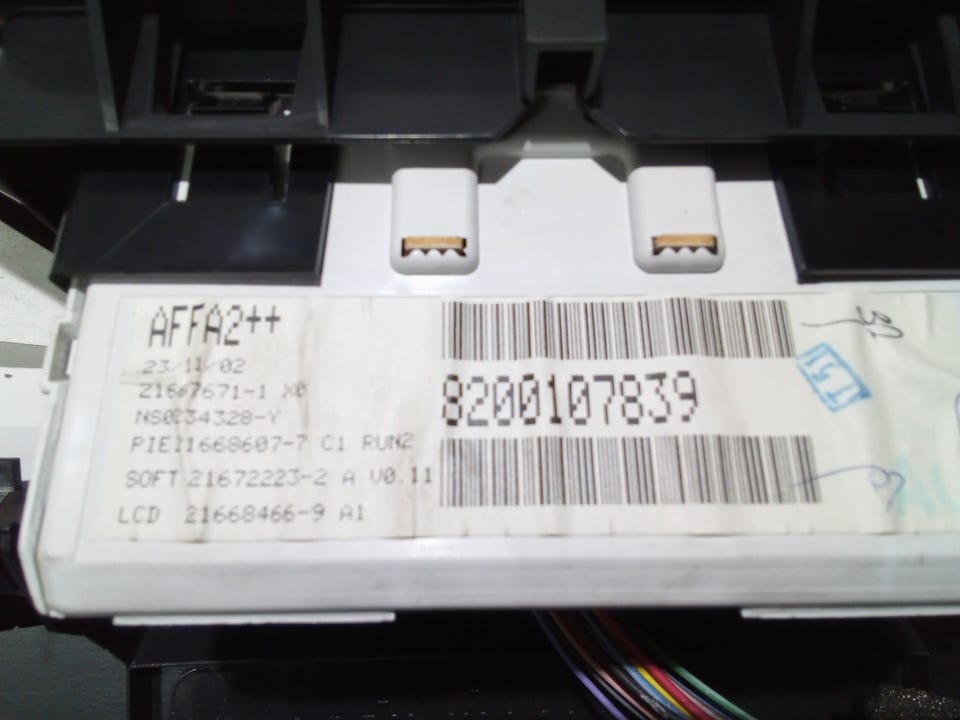 AFFA2++
23/11/02
21667671-1 X0
NS0234328-Y
8200107839
PIE21668607-7 C1 RUN2
SOFT 21672223-2 A V0.11
LCD 21668466-9 A1